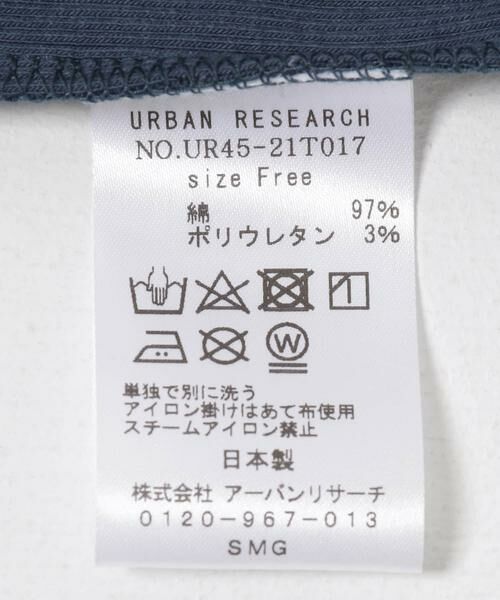 URBAN RESEARCH
NO.UR45-21T017
size Free
綿 97%
ポリウレタン 3%
W
単独で別に洗う
アイロン掛けはあて布使用
スチームアイロン禁止
日本製
株式会社 アーバンリサーチ
0120-967-013
SMG